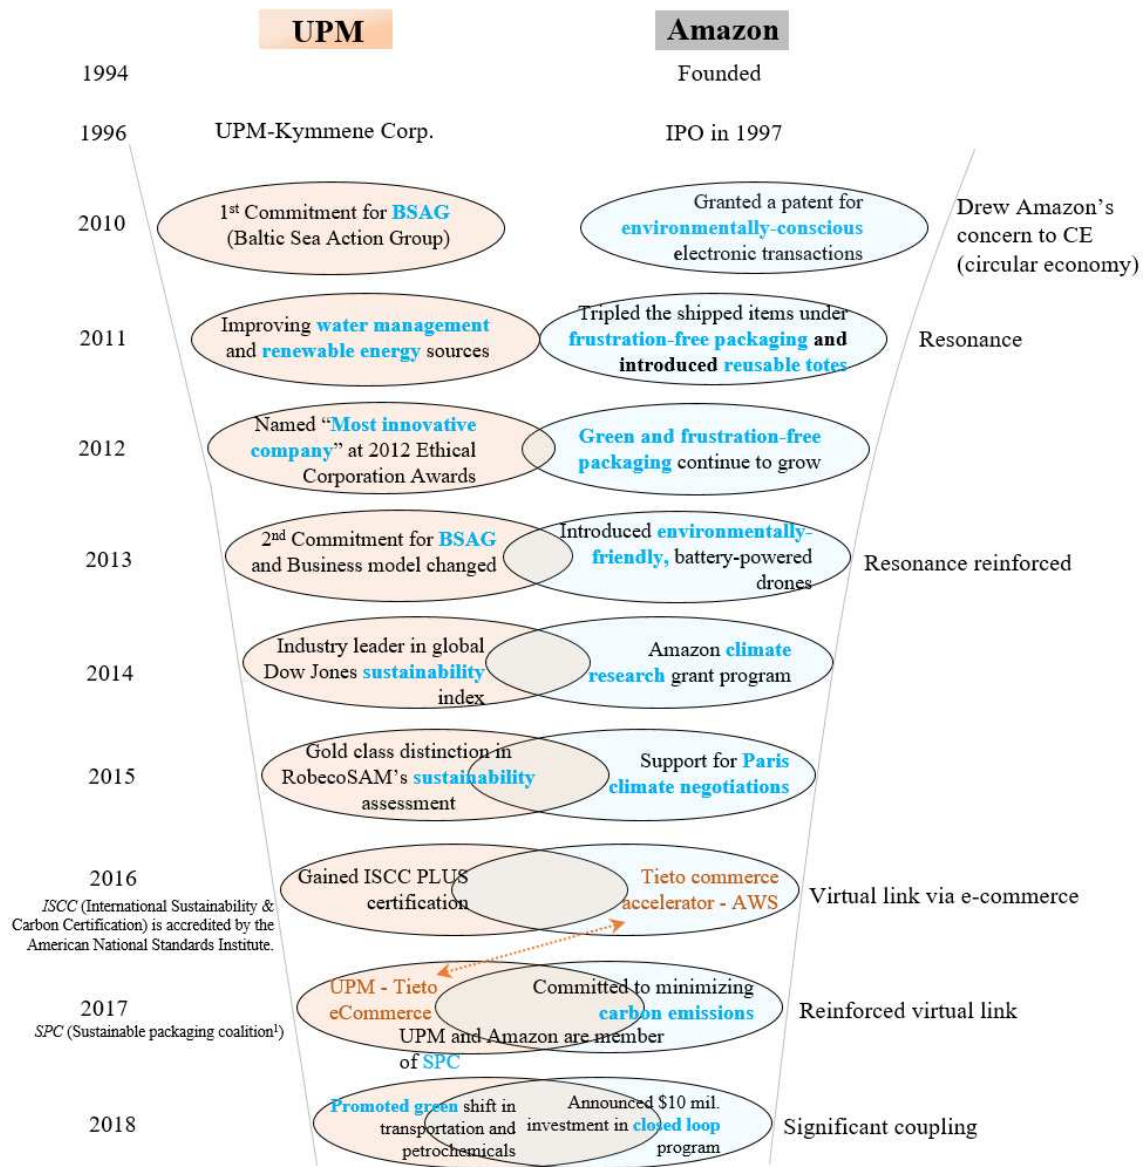 UPM
Amazon
1994
Founded
1996
UPM-Kymmene Corp.
IPO in 1997
2010
1st Commitment for BSAG
(Baltic Sea Action Group)
Granted a patent for
environmentally-conscious
electronic transactions
Drew Amazon's
concern to CE
(circular economy)
2011
Improving water management
and renewable energy sources
Tripled the shipped items under
frustration-free packaging and
introduced reusable totes
Resonance
2012
Named “Most innovative
company” at 2012 Ethical
Corporation Awards
Green and frustration-free
packaging continue to grow
2013
2nd Commitment for BSAG
and Business model changed
Introduced environmentally-
friendly, battery-powered
drones
Resonance reinforced
2014
Industry leader in global
Dow Jones sustainability
index
Amazon climate
research grant program
2015
Gold class distinction in
RobecoSAM's sustainability
assessment
Support for Paris
climate negotiations
2016
ISCC (International Sustainability &
Carbon Certification) is accredited by the
American National Standards Institute.
Gained ISCC PLUS
certification
Tieto commerce
accelerator - AWS
Virtual link via e-commerce
2017
SPC (Sustainable packaging coalition1)
UPM - Tieto
eCommerce
Committed to minimizing
carbon emissions
UPM and Amazon are member
of SPC
Reinforced virtual link
2018
Promoted green shift in
transportation and
petrochemicals
Announced $10 mil.
investment in closed loop
program
Significant coupling